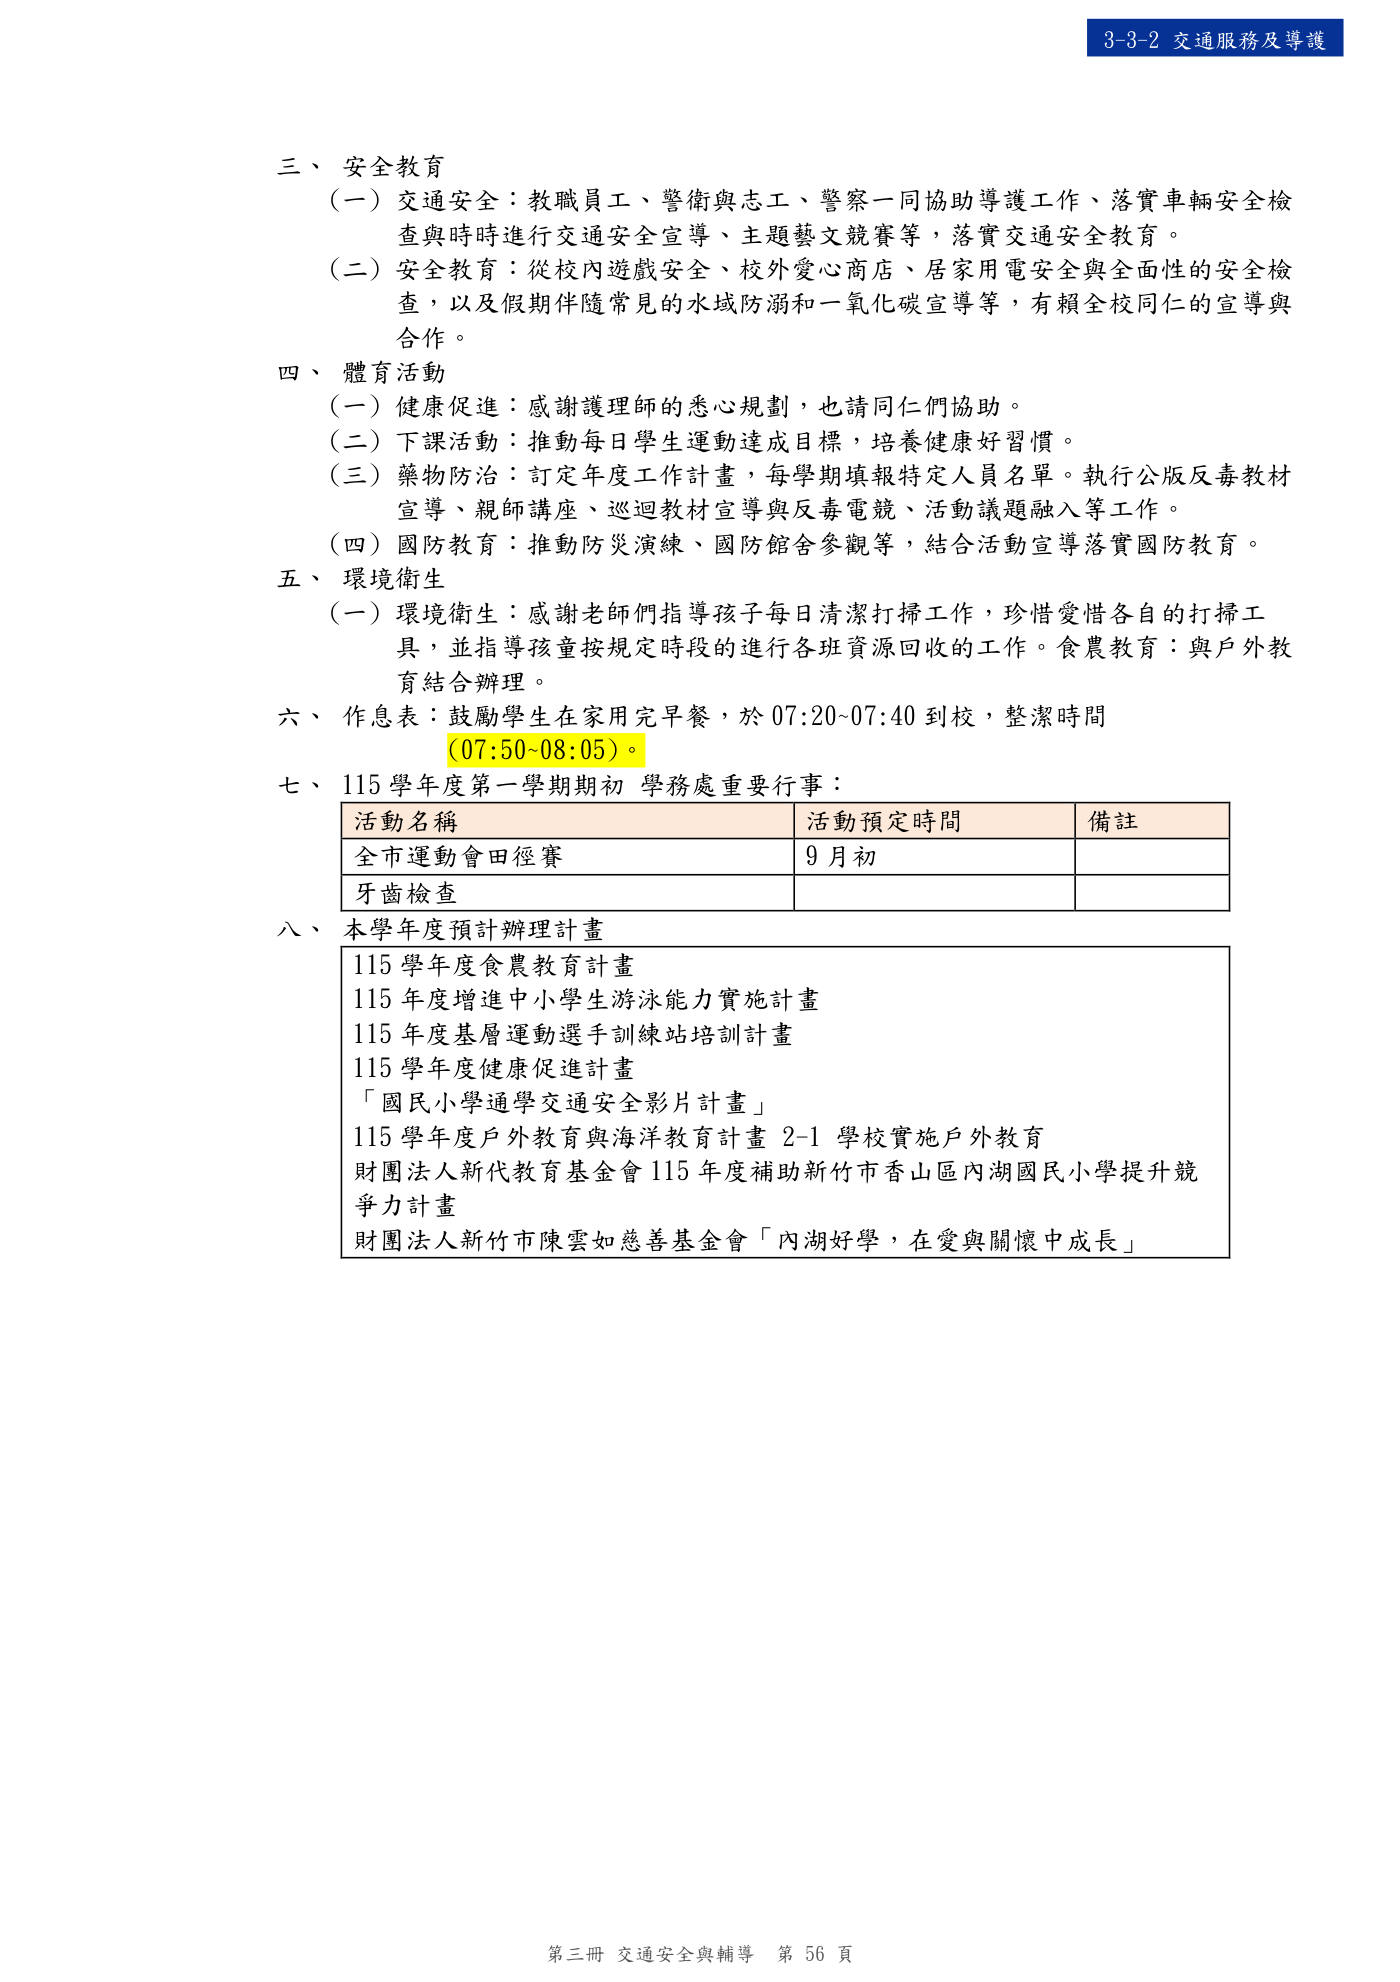 3-3-2 交通服務及導護
三、 安全教育
(一) 交通安全：教職員工、警衛與志工、警察一同協助導護工作、落實車輛安全檢
查與時時進行交通安全宣導、主題藝文競賽等，落實交通安全教育。
(二) 安全教育：從校內遊戲安全、校外愛心商店、居家用電安全與全面性的安全檢
查，以及假期伴隨常見的水域防溺和一氧化碳宣導等，有賴全校同仁的宣導與
合作。
四、 體育活動
(一) 健康促進：感謝護理師的悉心規劃，也請同仁們協助。
(二) 下課活動：推動每日學生運動達成目標，培養健康好習慣。
(三) 藥物防治：訂定年度工作計畫，每學期填報特定人員名單。執行公版反毒教材
宣導、親師講座、巡迴教材宣導與反毒電競、活動議題融入等工作。
(四) 國防教育：推動防災演練、國防館舍參觀等，結合活動宣導落實國防教育。
五、 環境衛生
(一) 環境衛生：感謝老師們指導孩子每日清潔打掃工作，珍惜愛惜各自的打掃工
具，並指導孩童按規定時段的進行各班資源回收的工作。食農教育：與戶外教
育結合辦理。
六、 作息表：鼓勵學生在家用完早餐，於 07:20~07:40 到校，整潔時間
(07:50~08:05)。
七、 115 學年度第一學期期初 學務處重要行事：
活動名稱 活動預定時間 備註
全市運動會田徑賽 9 月初
牙齒檢查
八、 本學年度預計辦理計畫
115 學年度食農教育計畫
115 年度增進中小學生游泳能力實施計畫
115 年度基層運動選手訓練站培訓計畫
115 學年度健康促進計畫
「國民小學通學交通安全影片計畫」
115 學年度戶外教育與海洋教育計畫 2-1 學校實施戶外教育
財團法人新代教育基金會 115 年度補助新竹市香山區內湖國民小學提升競
爭力計畫
財團法人新竹市陳雲如慈善基金會「內湖好學，在愛與關懷中成長」
第三冊 交通安全與輔導 第 56 頁